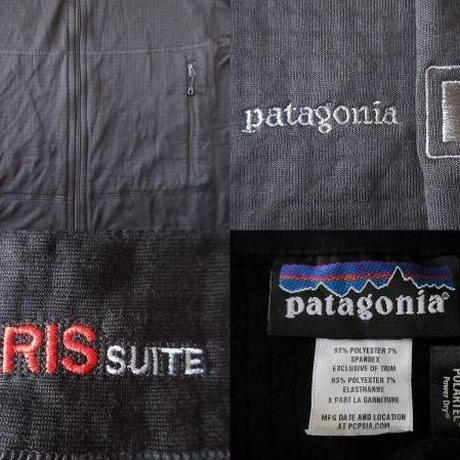 patagonia
RIS SUITE
patagonia®
93% POLYESTER 7%
SPANDEX
EXCLUSIVE OF TRIM
93% POLYESTER 7%
ELASTHANNE
A PART LA GARNITURE
MFG DATE AND LOCATION
AT PCPSIA.COM
POLARTEC
Power Dry®